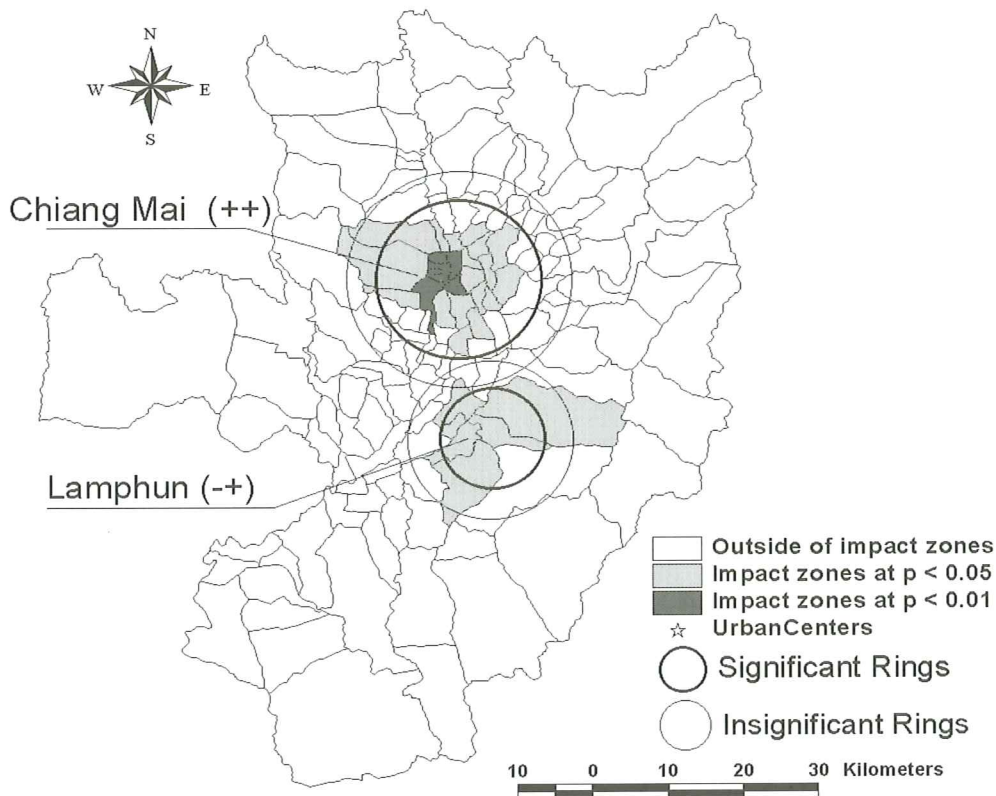 N
W E
S
Chiang Mai (++)
Lamphun (-+)
Outside of impact zones
Impact zones at p < 0.05
Impact zones at p < 0.01
UrbanCenters
Significant Rings
Insignificant Rings
10 0 10 20 30 Kilometers